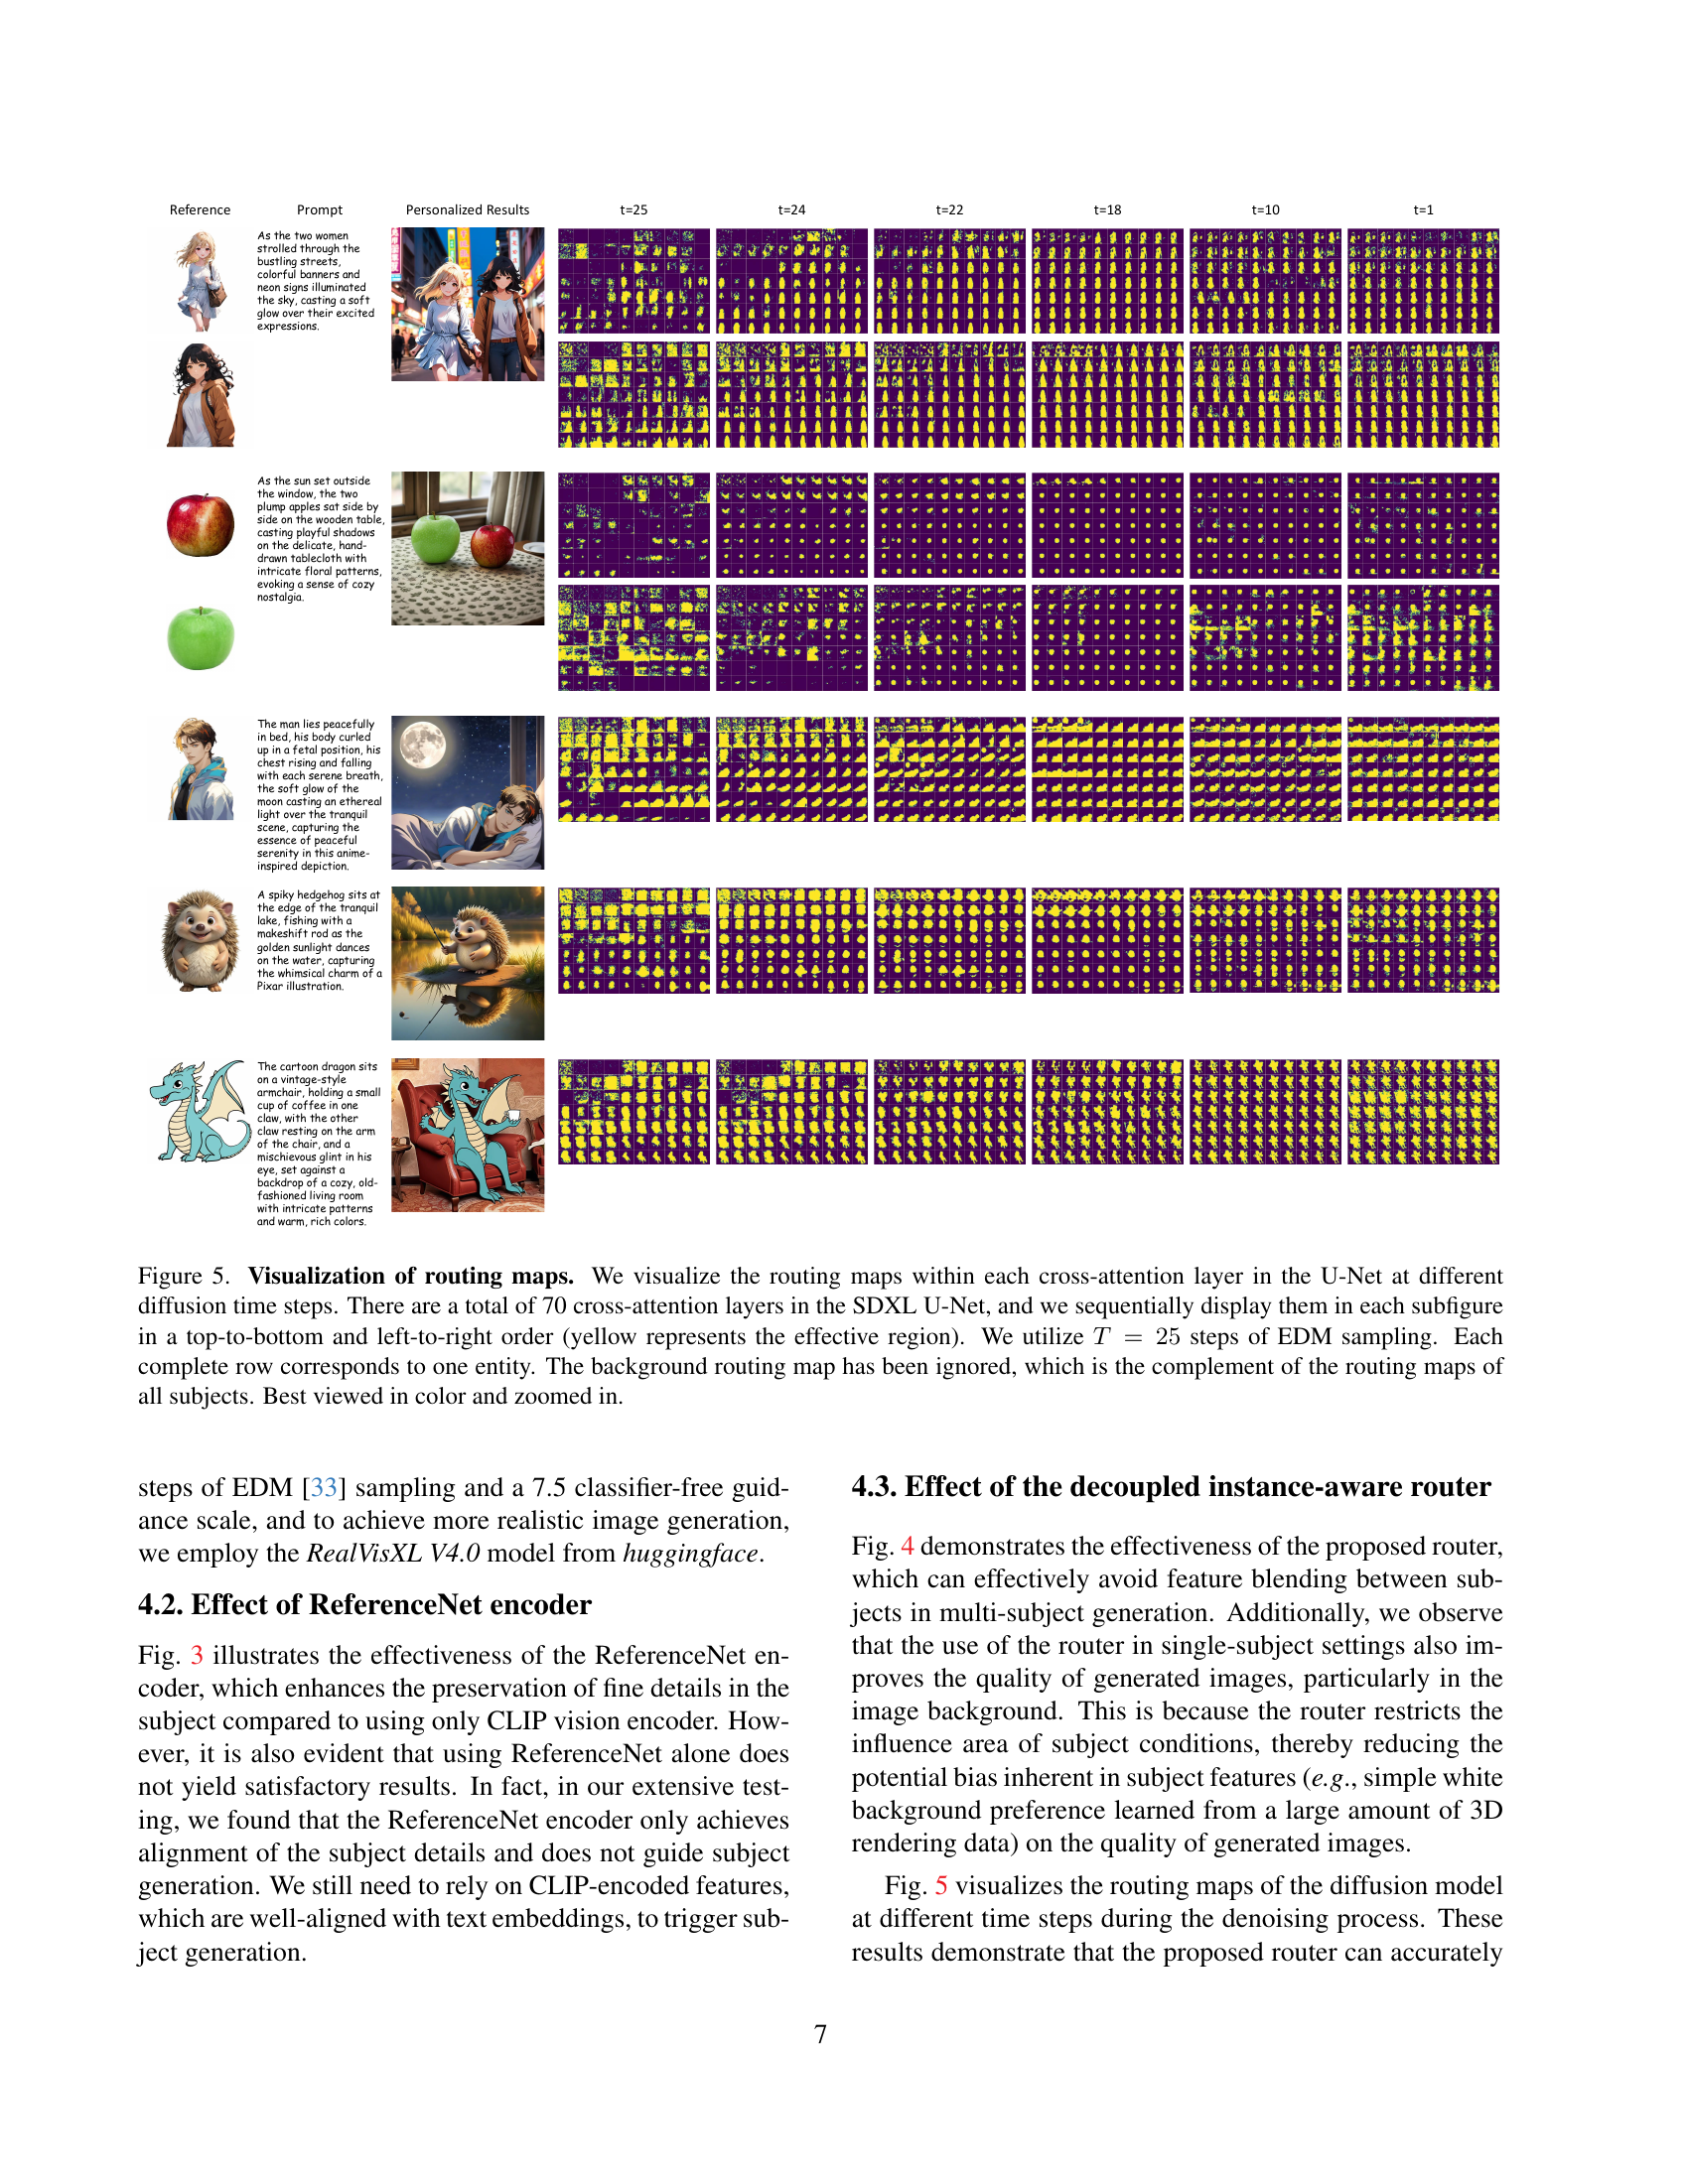 Reference Prompt Personalized Results t=25 t=24 t=22 t=18 t=10 t=1
As the two women
strolled through the
bustling streets,
colorful banners and
neon signs illuminated
the sky, casting a soft
glow over their excited
expressions.
As the sun set outside
the window, the two
plump apples sat side by
side on the wooden table,
casting playful shadows
on the delicate, hand-
drawn tablecloth with
intricate floral patterns,
evoking a sense of cozy
nostalgia.
The man lies peacefully
in bed, his body curled
up in a fetal position, his
chest rising and falling
with each serene breath,
the soft glow of the
moon casting an ethereal
light over the tranquil
scene, capturing the
essence of peaceful
serenity in this anime-
inspired depiction.
A spiky hedgehog sits at
the edge of the tranquil
lake, fishing with a
makeshift rod as the
golden sunlight dances
on the water, capturing
the whimsical charm of a
Pixar illustration.
The cartoon dragon sits
on a vintage-style
armchair, holding a small
cup of coffee in one
claw, with the other
claw resting on the arm
of the chair, and a
mischievous glint in his
eye, set against a
backdrop of a cozy, old-
fashioned living room
with intricate patterns
and warm, rich colors.
Figure 5. Visualization of routing maps. We visualize the routing maps within each cross-attention layer in the U-Net at different
diffusion time steps. There are a total of 70 cross-attention layers in the SDXL U-Net, and we sequentially display them in each subfigure
in a top-to-bottom and left-to-right order (yellow represents the effective region). We utilize T = 25 steps of EDM sampling. Each
complete row corresponds to one entity. The background routing map has been ignored, which is the complement of the routing maps of
all subjects. Best viewed in color and zoomed in.
steps of EDM [33] sampling and a 7.5 classifier-free guid-
ance scale, and to achieve more realistic image generation,
we employ the RealVisXL V4.0 model from huggingface.
4.2. Effect of ReferenceNet encoder
Fig. 3 illustrates the effectiveness of the ReferenceNet en-
coder, which enhances the preservation of fine details in the
subject compared to using only CLIP vision encoder. How-
ever, it is also evident that using ReferenceNet alone does
not yield satisfactory results. In fact, in our extensive test-
ing, we found that the ReferenceNet encoder only achieves
alignment of the subject details and does not guide subject
generation. We still need to rely on CLIP-encoded features,
which are well-aligned with text embeddings, to trigger sub-
ject generation.
4.3. Effect of the decoupled instance-aware router
Fig. 4 demonstrates the effectiveness of the proposed router,
which can effectively avoid feature blending between sub-
jects in multi-subject generation. Additionally, we observe
that the use of the router in single-subject settings also im-
proves the quality of generated images, particularly in the
image background. This is because the router restricts the
influence area of subject conditions, thereby reducing the
potential bias inherent in subject features (e.g., simple white
background preference learned from a large amount of 3D
rendering data) on the quality of generated images.
Fig. 5 visualizes the routing maps of the diffusion model
at different time steps during the denoising process. These
results demonstrate that the proposed router can accurately
7